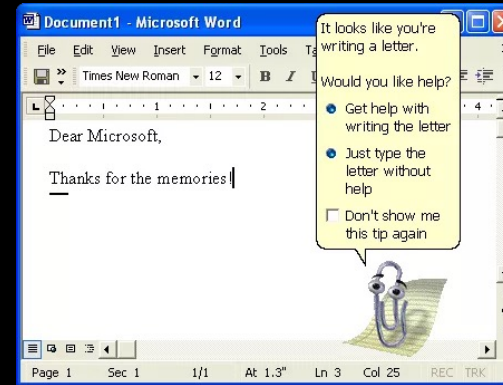 Document1 - Microsoft Word
File Edit View Insert Format Tools
Times New Roman 12 B I
1 2 4
Dear Microsoft,
Thanks for the memories!
It looks like you're
writing a letter.
Would you like help?
Get help with
writing the letter
Just type the
letter without
help
Don't show me
this tip again
Page 1 Sec 1 1/1 At 1.3" Ln 3 Col 25 REC TRK